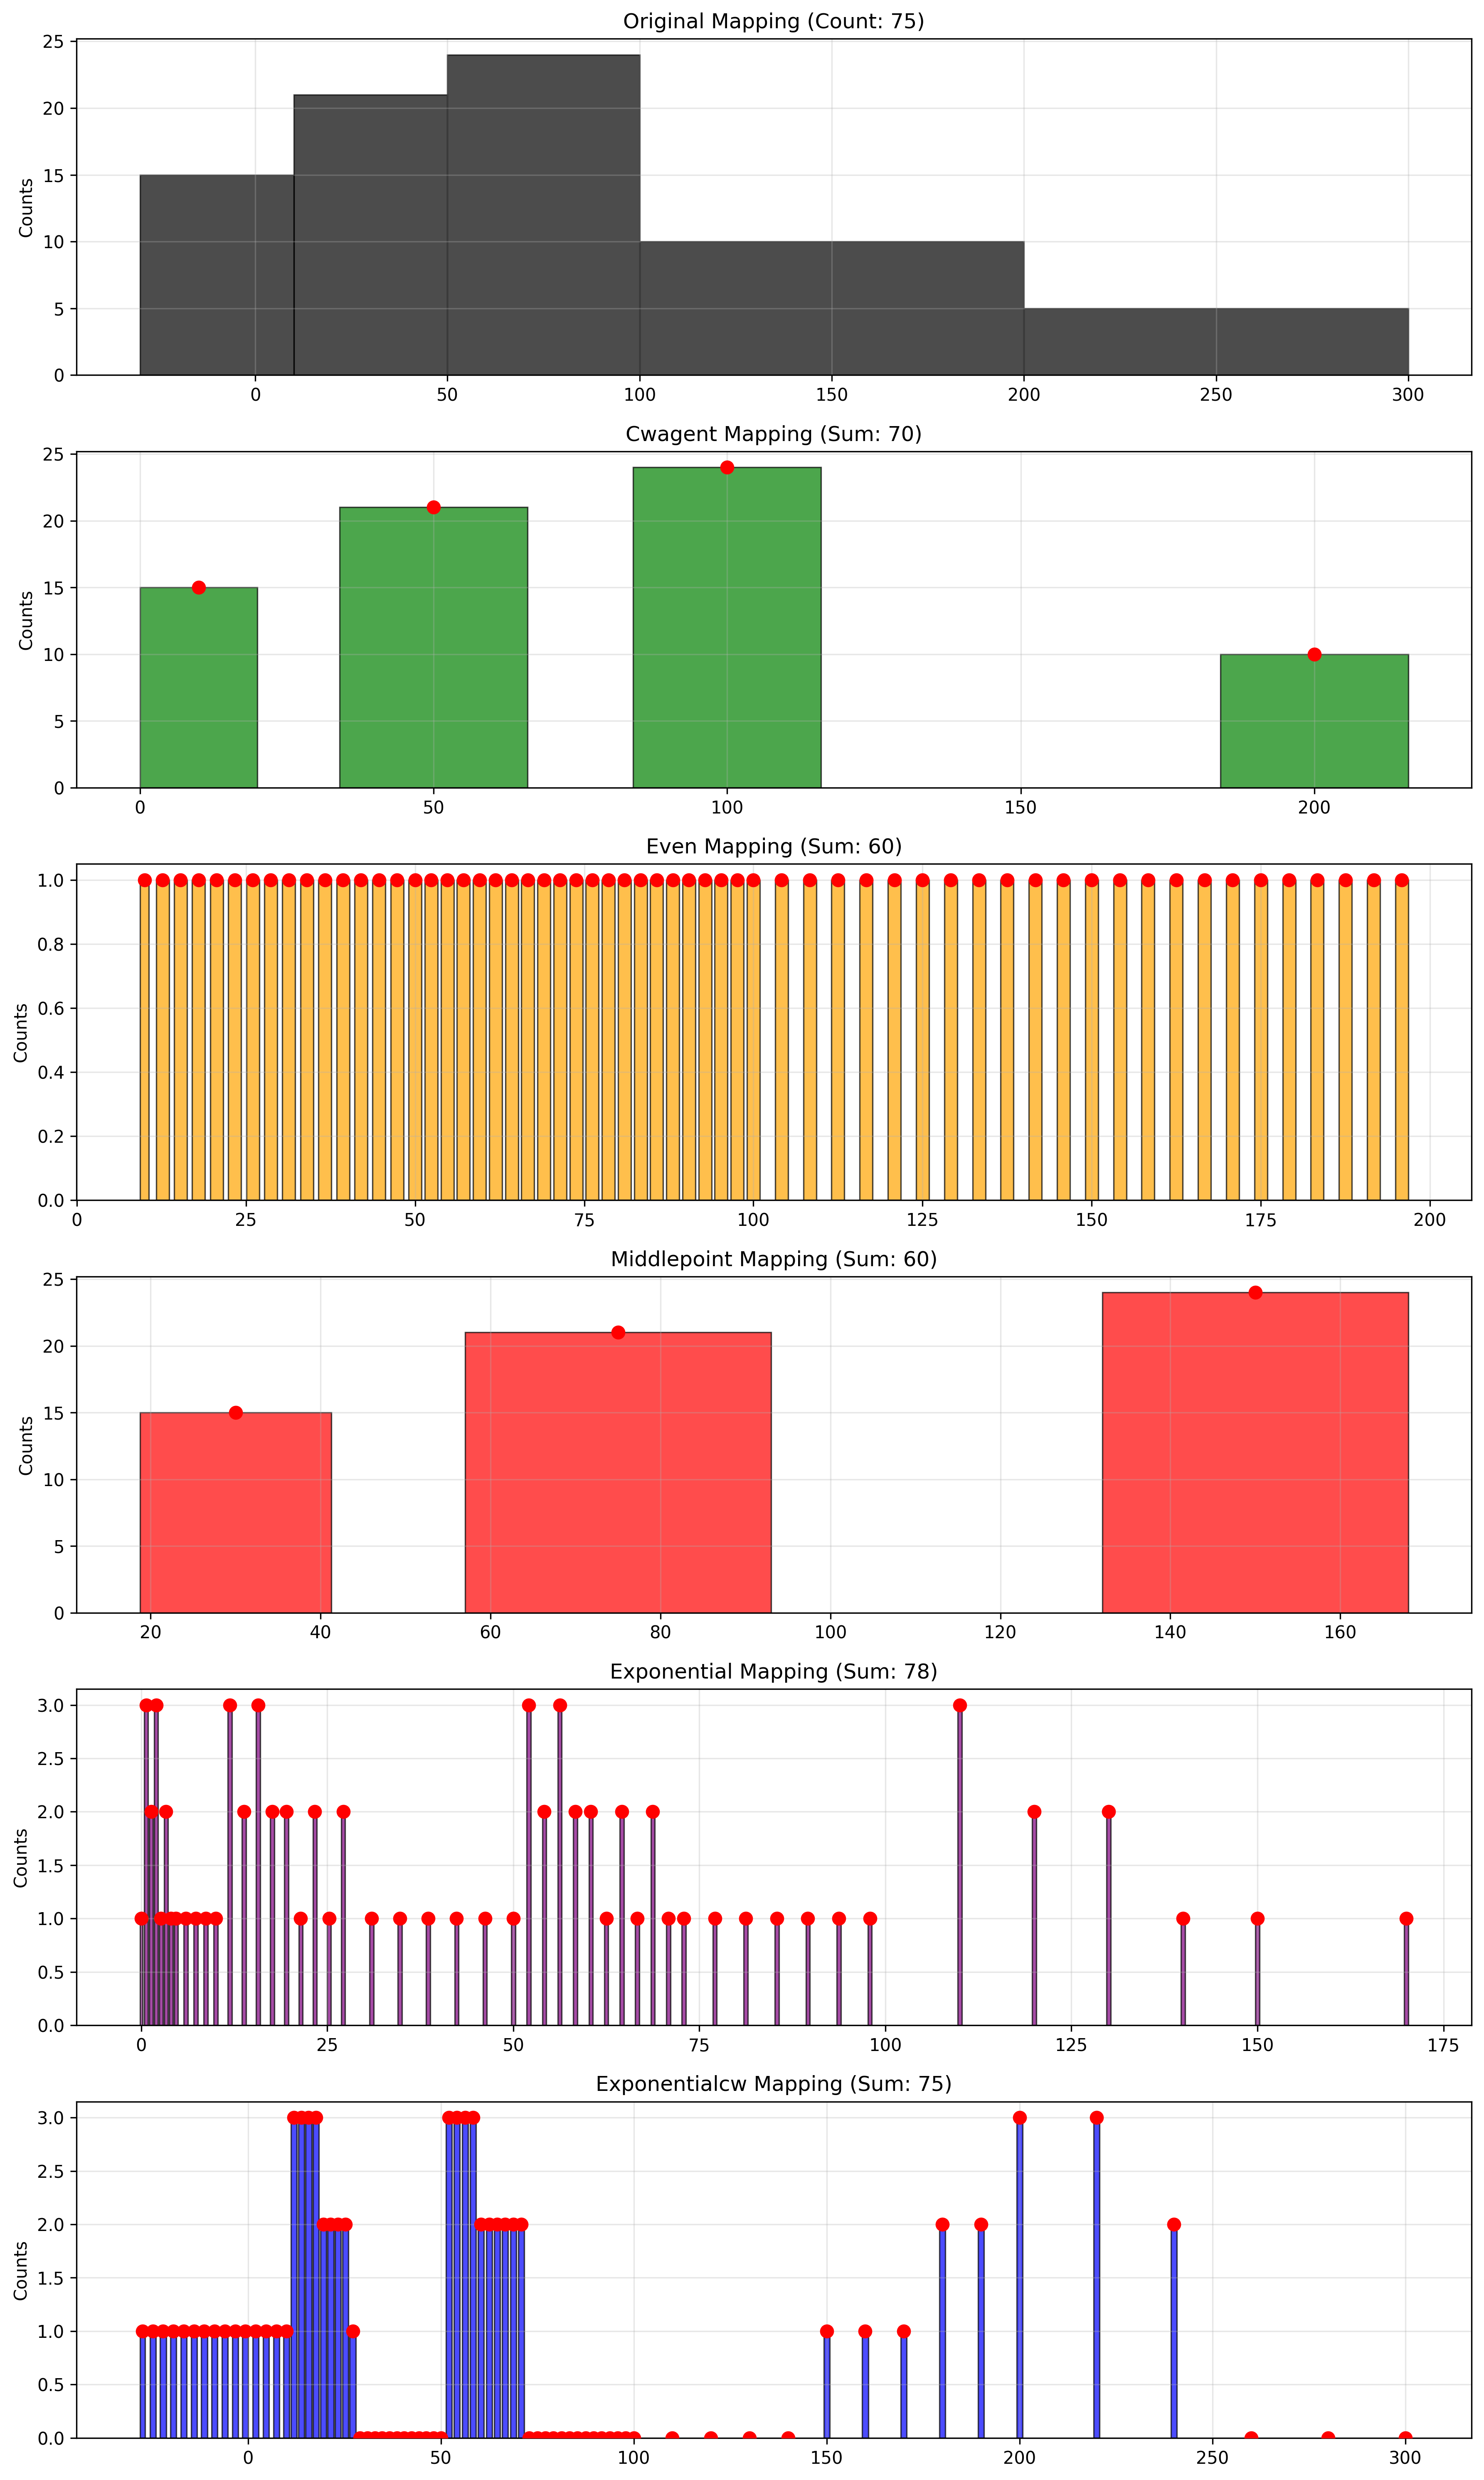 Original Mapping (Count: 75)
25
20
15
10
5
0
Counts
0 50 100 150 200 250 300
Cwagent Mapping (Sum: 70)
25
20
15
10
5
0
Counts
0 50 100 150 200
Even Mapping (Sum: 60)
1.0
0.8
0.6
0.4
0.2
0.0
Counts
0 25 50 75 100 125 150 175 200
Middlepoint Mapping (Sum: 60)
25
20
15
10
5
0
Counts
20 40 60 80 100 120 140 160
Exponential Mapping (Sum: 78)
3.0
2.5
2.0
1.5
1.0
0.5
0.0
Counts
0 25 50 75 100 125 150 175
Exponentialcw Mapping (Sum: 75)
3.0
2.5
2.0
1.5
1.0
0.5
0.0
Counts
0 50 100 150 200 250 300